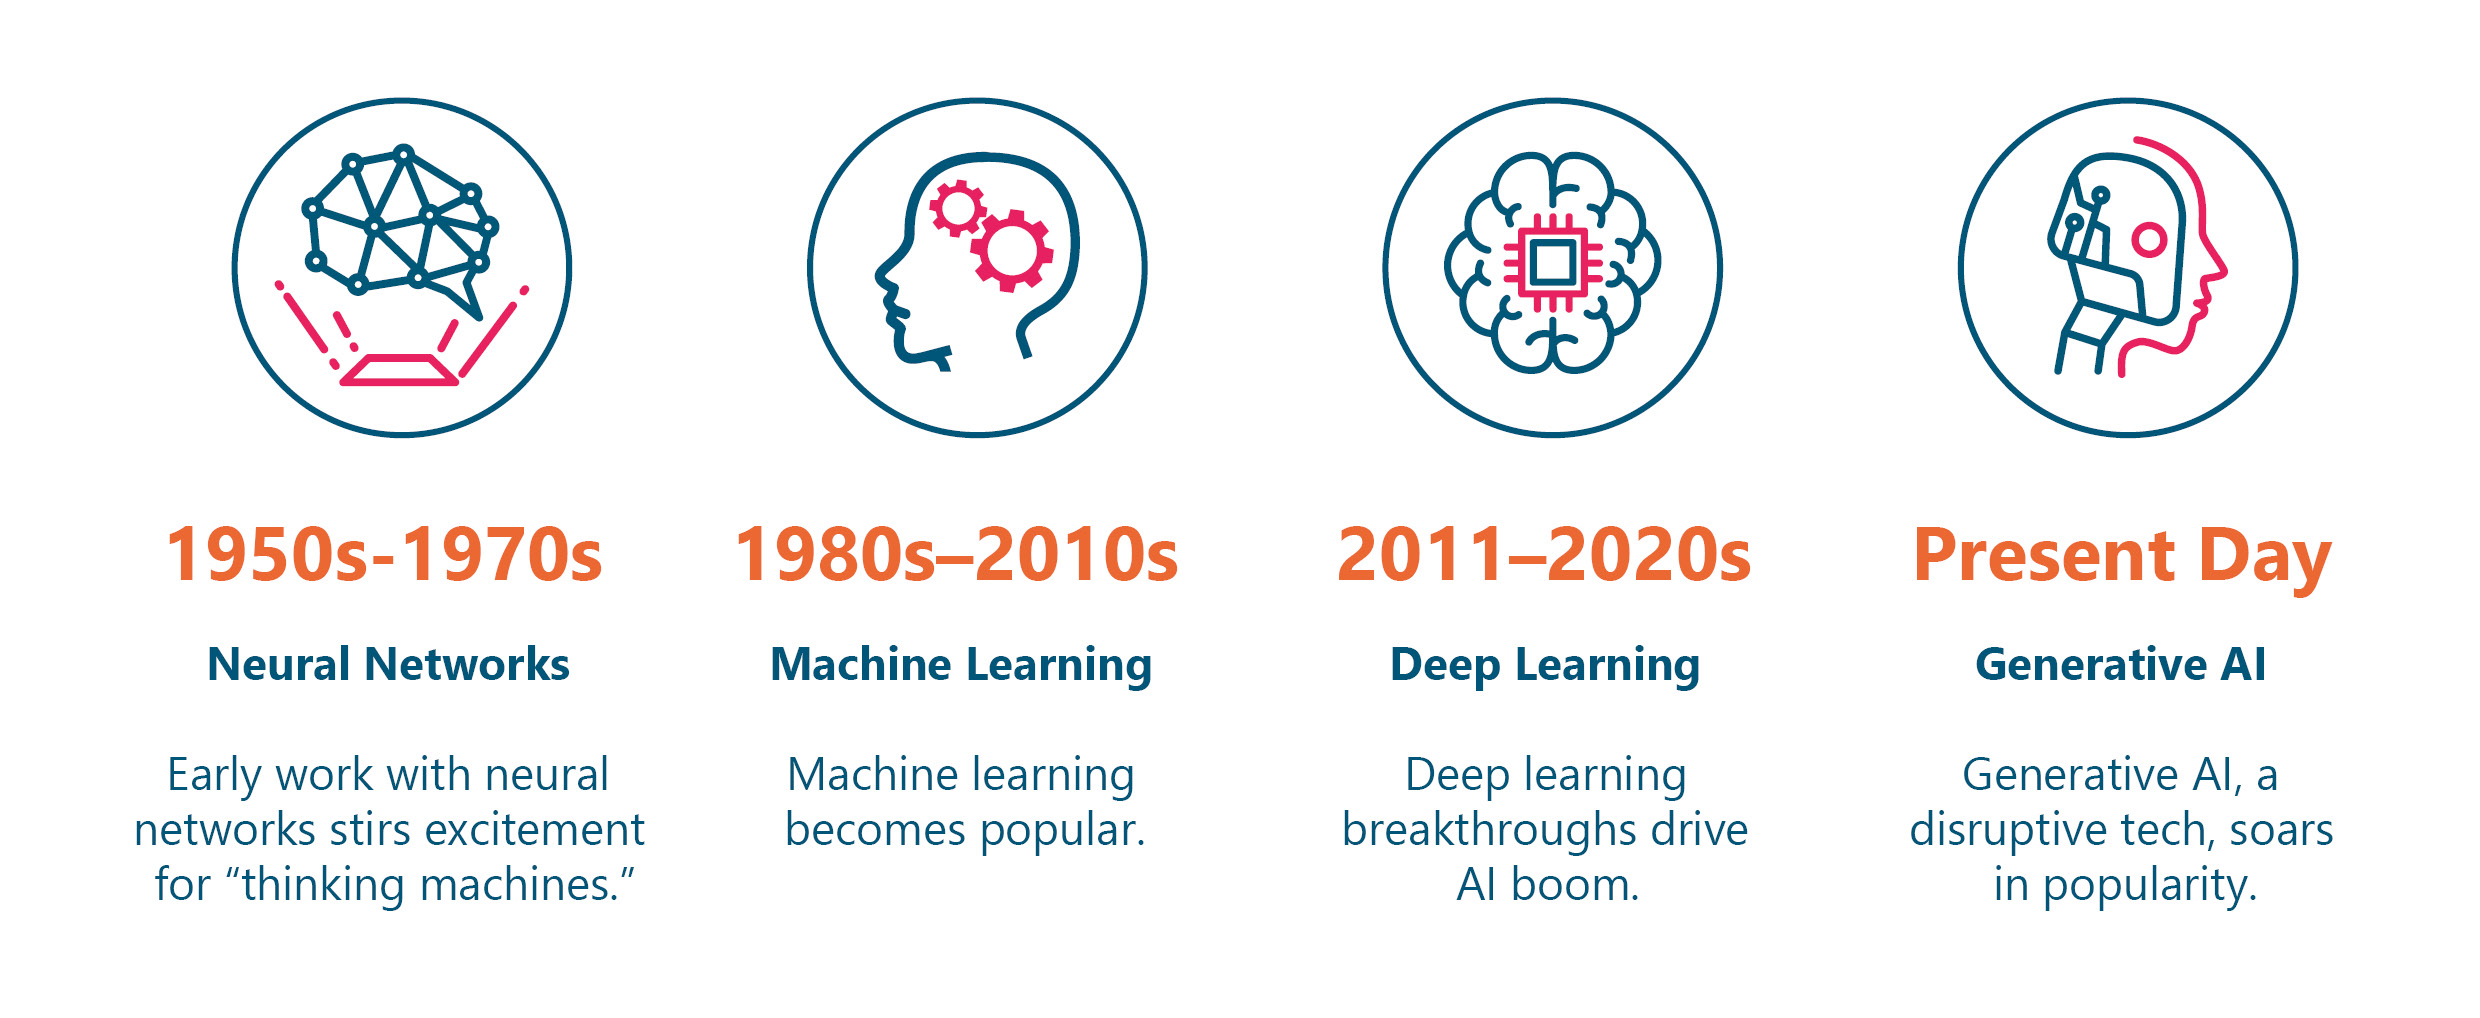 1950s-1970s
Neural Networks
Early work with neural
networks stirs excitement
for “thinking machines.”
1980s–2010s
Machine Learning
Machine learning
becomes popular.
2011–2020s
Deep Learning
Deep learning
breakthroughs drive
AI boom.
Present Day
Generative AI
Generative AI, a
disruptive tech, soars
in popularity.